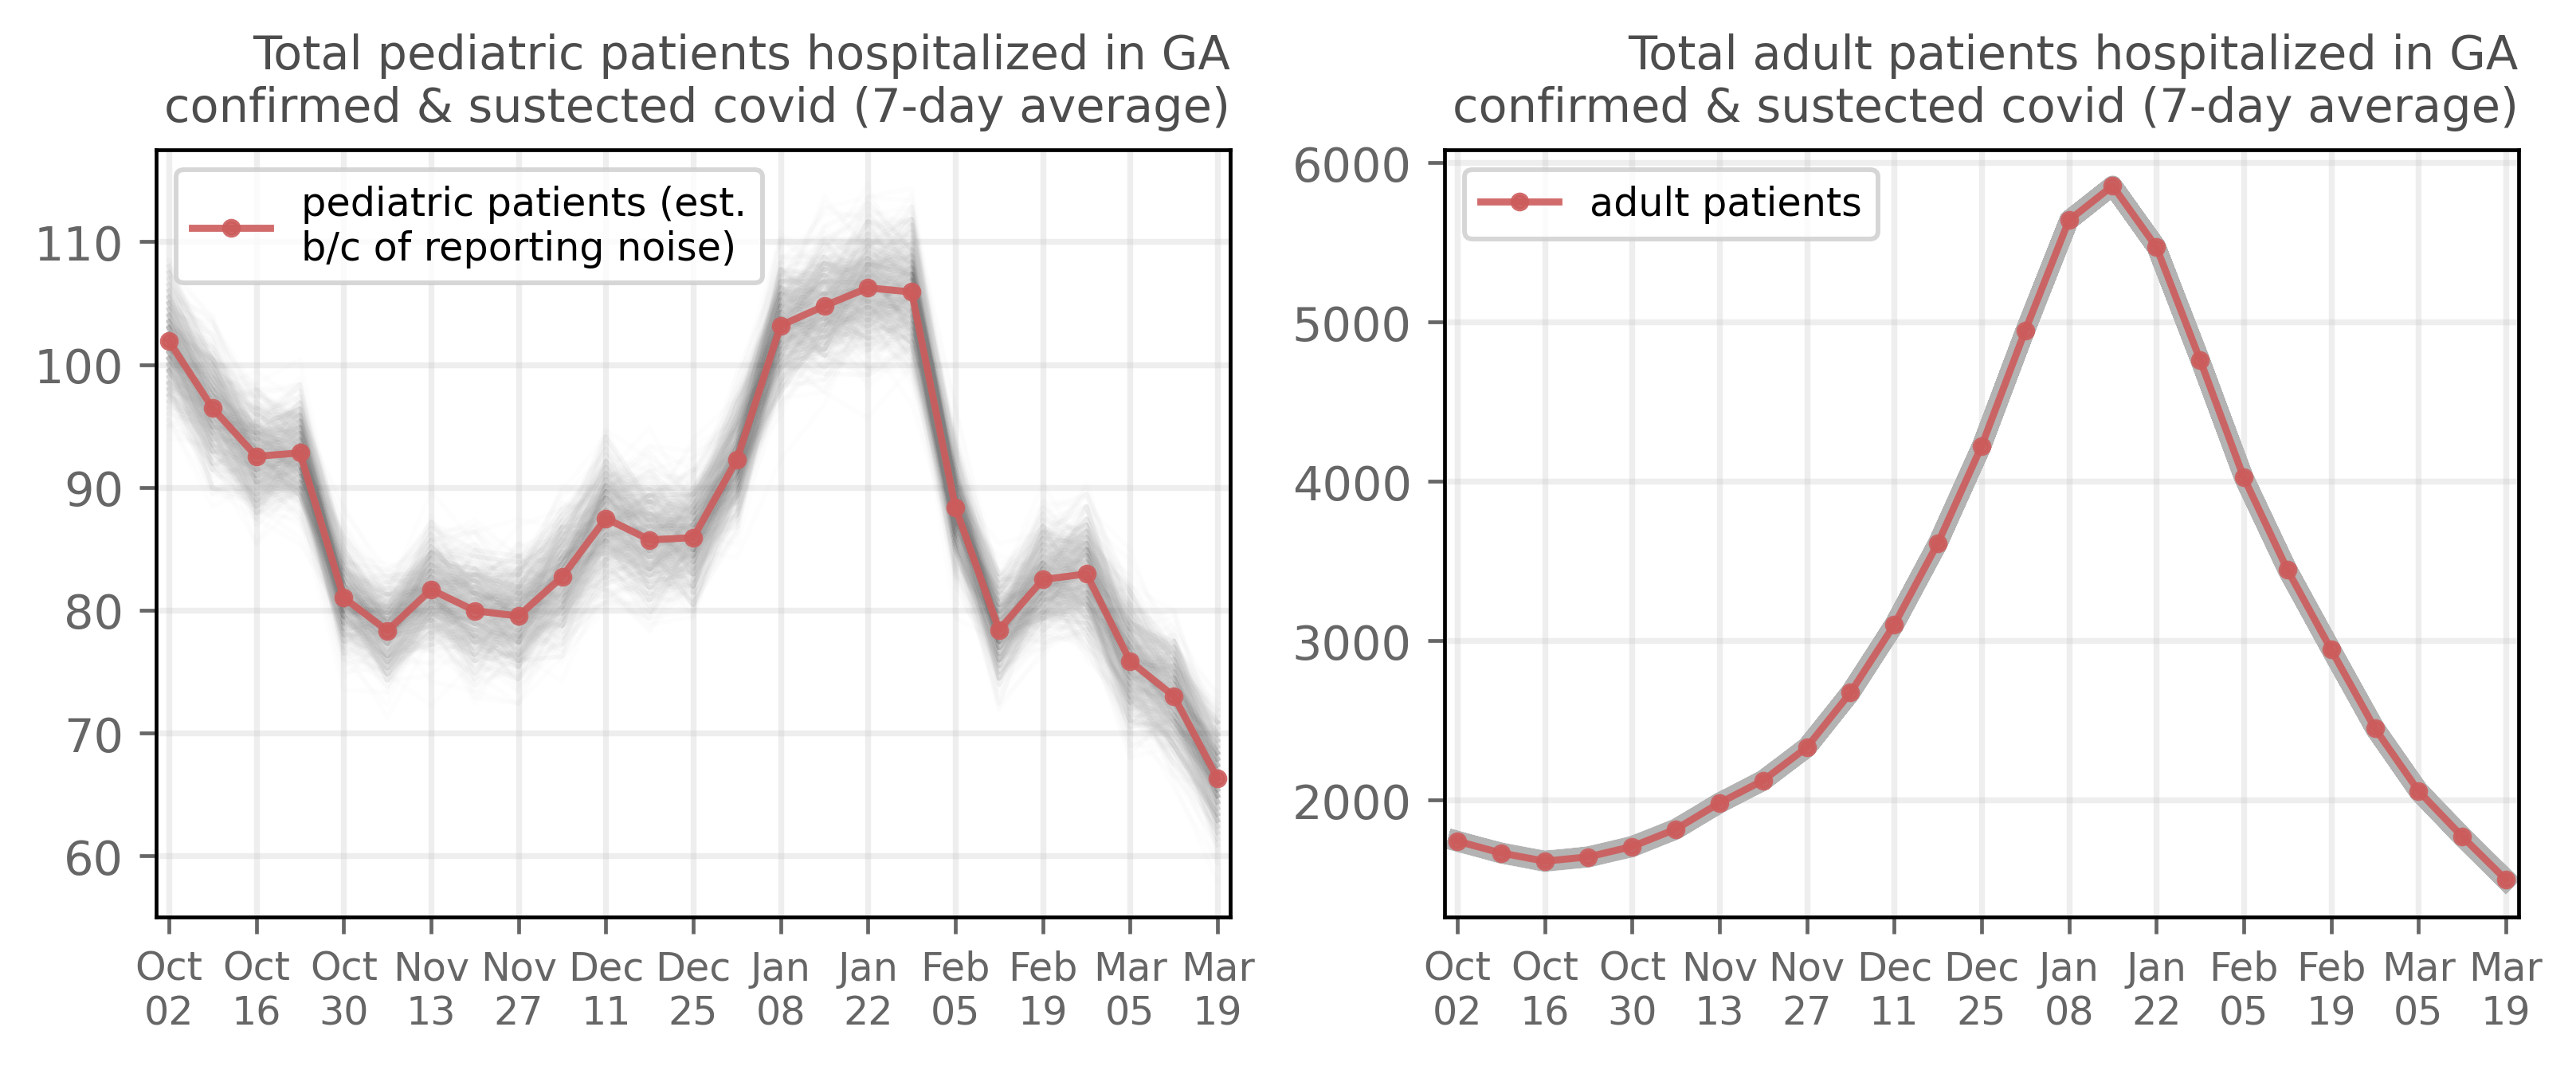 Total pediatric patients hospitalized in GA
confirmed & sustected covid (7-day average)
pediatric patients (est.
b/c of reporting noise)
110
100
90
80
70
60
Oct Oct Oct Nov Nov Dec Dec Jan Jan Feb Feb Mar Mar
02 16 30 13 27 11 25 08 22 05 19 05 19
Total adult patients hospitalized in GA
confirmed & sustected covid (7-day average)
adult patients
6000
5000
4000
3000
2000
Oct Oct Oct Nov Nov Dec Dec Jan Jan Feb Feb Mar Mar
02 16 30 13 27 11 25 08 22 05 19 05 19